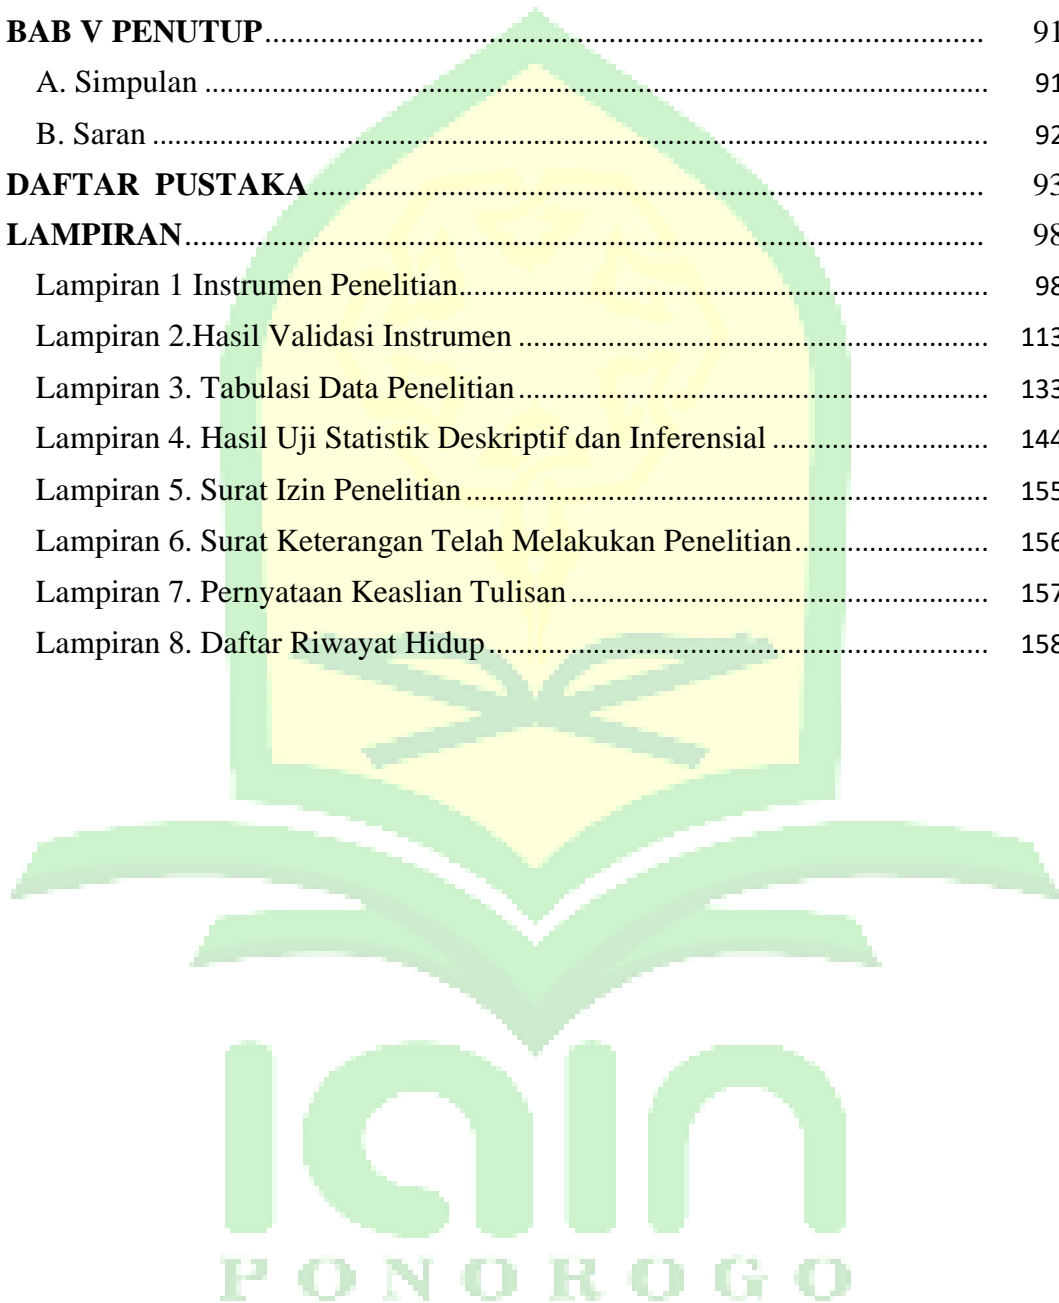 BAB V PENUTUP........................................................................................... 91
A. Simpulan ................................................................................................... 91
B. Saran ......................................................................................................... 92
DAFTAR PUSTAKA..................................................................................... 93
LAMPIRAN..................................................................................................... 98
Lampiran 1 Instrumen Penelitian................................................................... 98
Lampiran 2.Hasil Validasi Instrumen ........................................................... 113
Lampiran 3. Tabulasi Data Penelitian ........................................................... 133
Lampiran 4. Hasil Uji Statistik Deskriptif dan Inferensial ........................... 144
Lampiran 5. Surat Izin Penelitian .................................................................. 155
Lampiran 6. Surat Keterangan Telah Melakukan Penelitian......................... 156
Lampiran 7. Pernyataan Keaslian Tulisan ..................................................... 157
Lampiran 8. Daftar Riwayat Hidup................................................................ 158
iain
PONOROGO